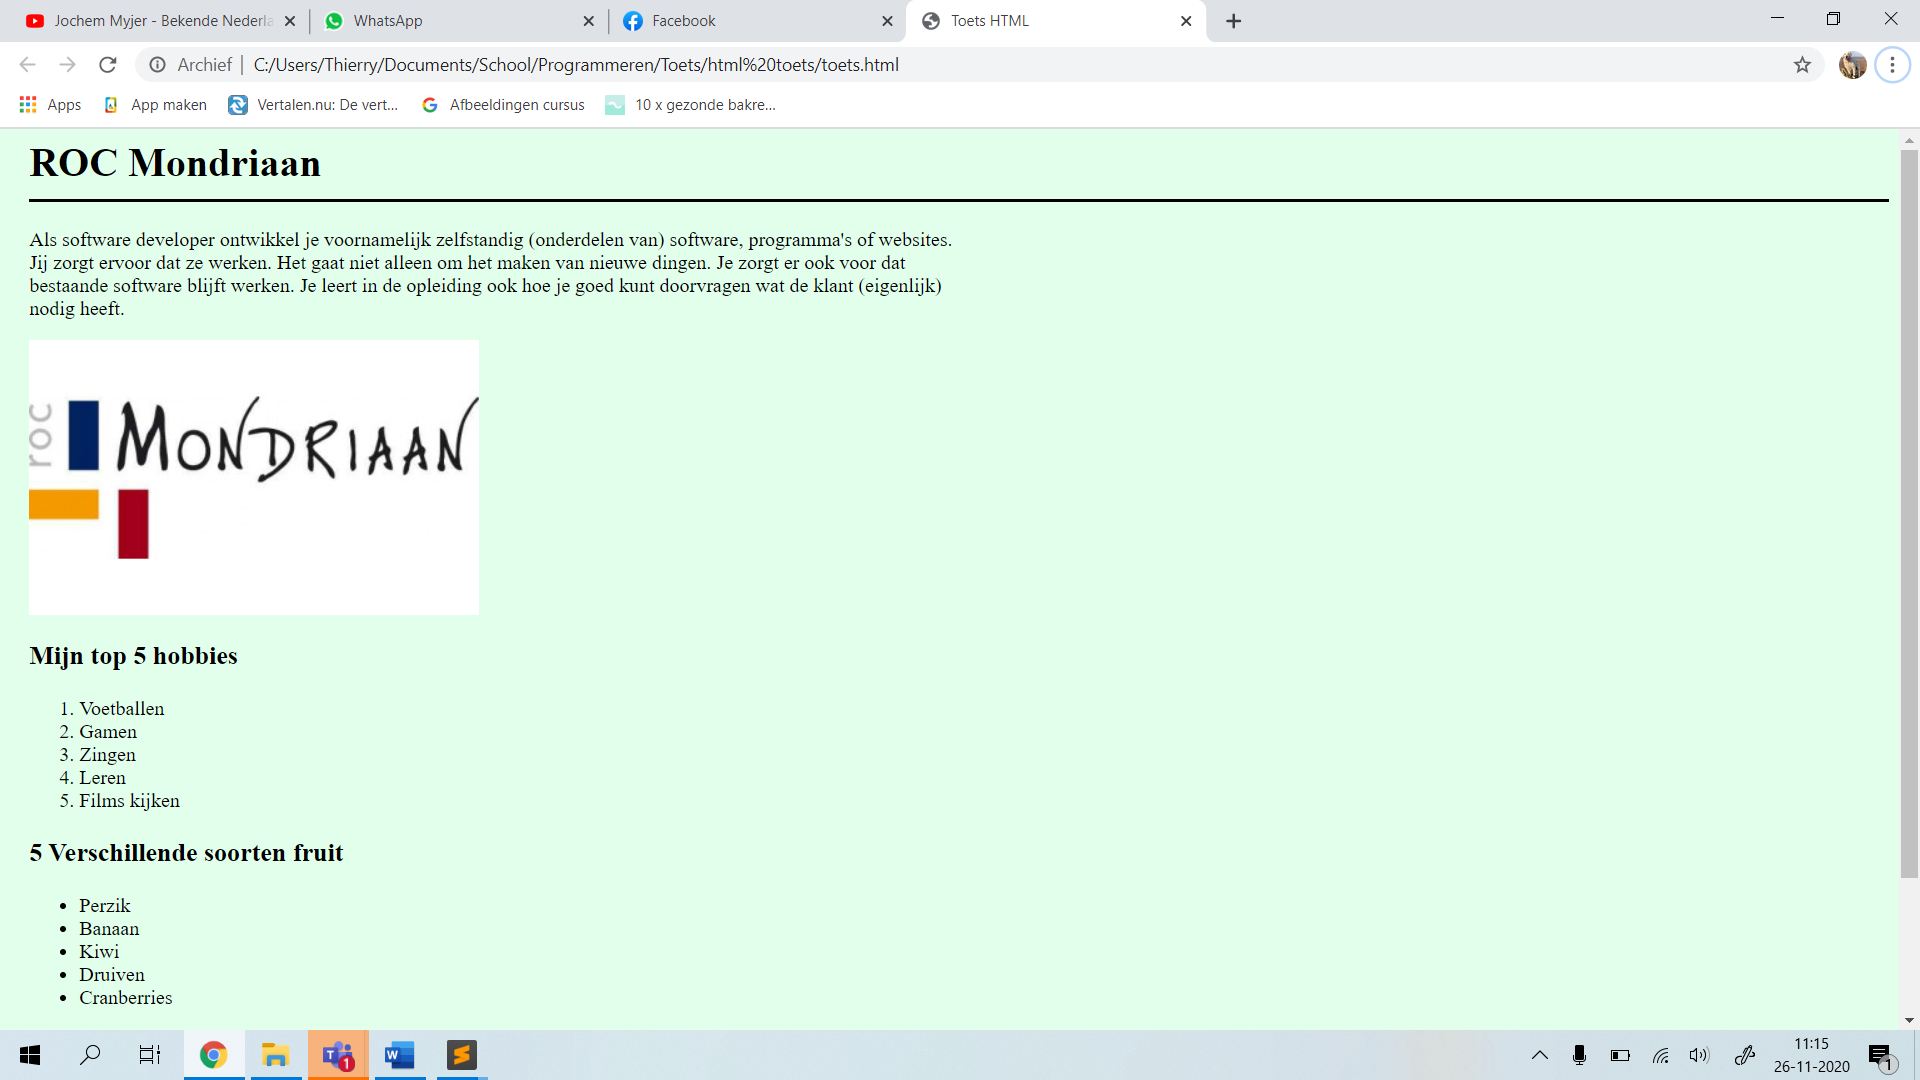 Jochem Myjer - Bekende Nederla
WhatsApp
Facebook
Toets HTML
Archief | C:/Users/Thierry/Documents/School/Programmeren/Toets/html%20toets/toets.html
Apps
App maken
Vertalen.nu: De vert...
Afbeeldingen cursus
10 x gezonde bakre...
ROC Mondriaan
Als software developer ontwikkel je voornamelijk zelfstandig (onderdelen van) software, programma's of websites.
Jij zorgt ervoor dat ze werken. Het gaat niet alleen om het maken van nieuwe dingen. Je zorgt er ook voor dat
bestaande software blijft werken. Je leert in de opleiding ook hoe je goed kunt doorvragen wat de klant (eigenlijk)
nodig heeft.
roc MONDRIAAN
Mijn top 5 hobbies
1. Voetballen
2. Gamen
3. Zingen
4. Leren
5. Films kijken
5 Verschillende soorten fruit
• Perzik
• Banaan
• Kiwi
• Druiven
• Cranberries
11:15
26-11-2020
1
1